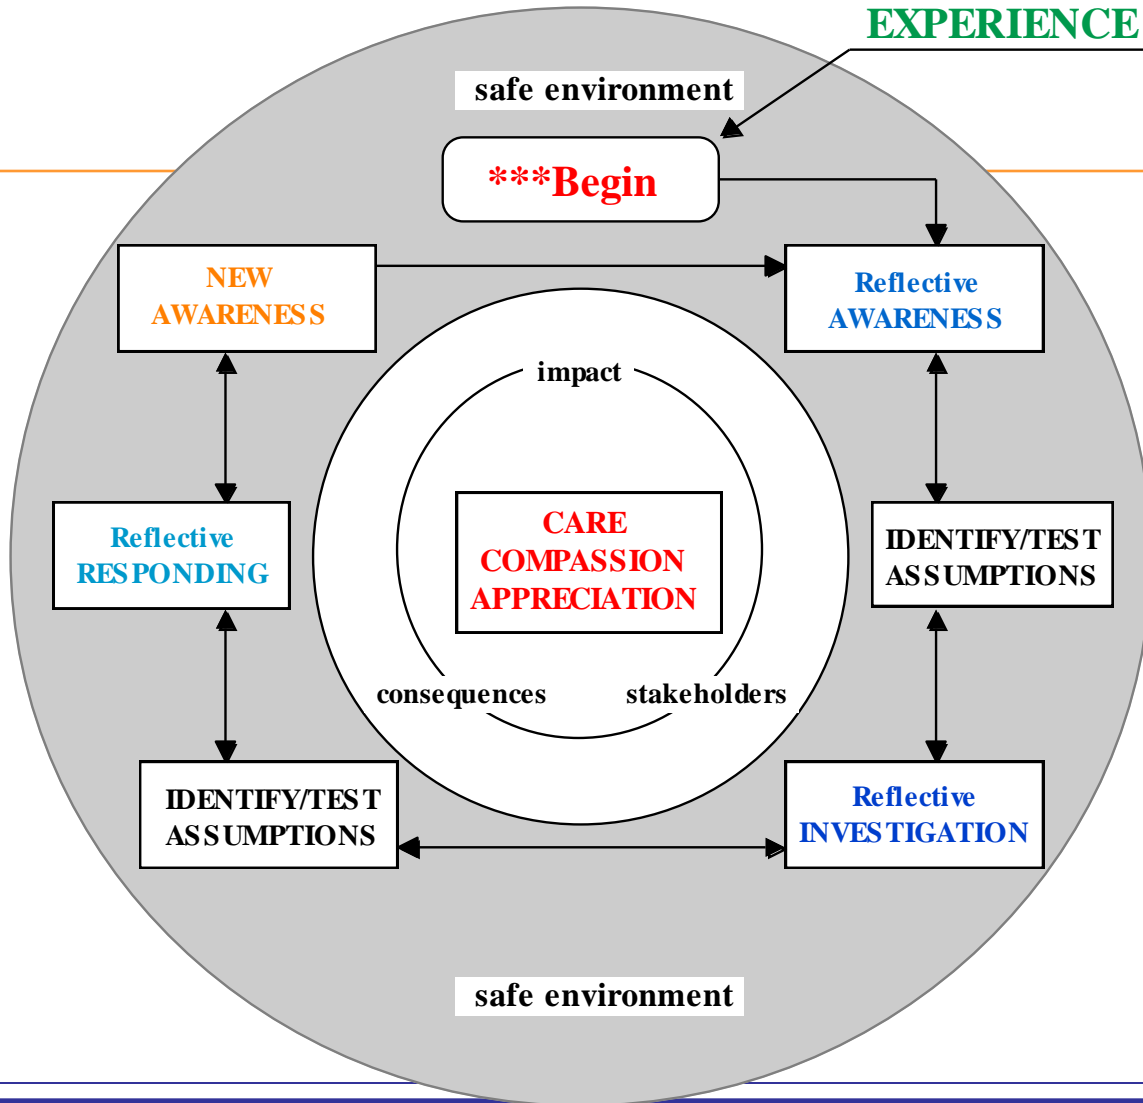 EXPERIENCE
safe environment
***Begin
NEW
AWARENESS
Reflective
AWARENESS
impact
Reflective
RESPONDING
CARE
COMPASSION
APPRECIATION
IDENTIFY/TEST
ASSUMPTIONS
consequences
stakeholders
IDENTIFY/TEST
ASSUMPTIONS
Reflective
INVESTIGATION
safe environment